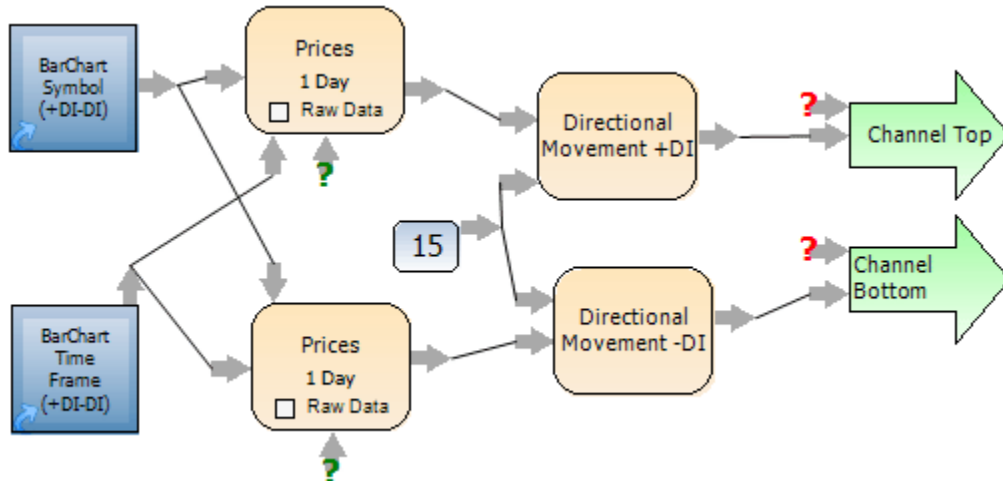 BarChart
Symbol
(+DI-DI)
Prices
1 Day
Raw Data
?
Directional
Movement +DI
?
Channel Top
15
BarChart
Time
Frame
(+DI-DI)
Prices
1 Day
Raw Data
?
Directional
Movement -DI
?
Channel
Bottom